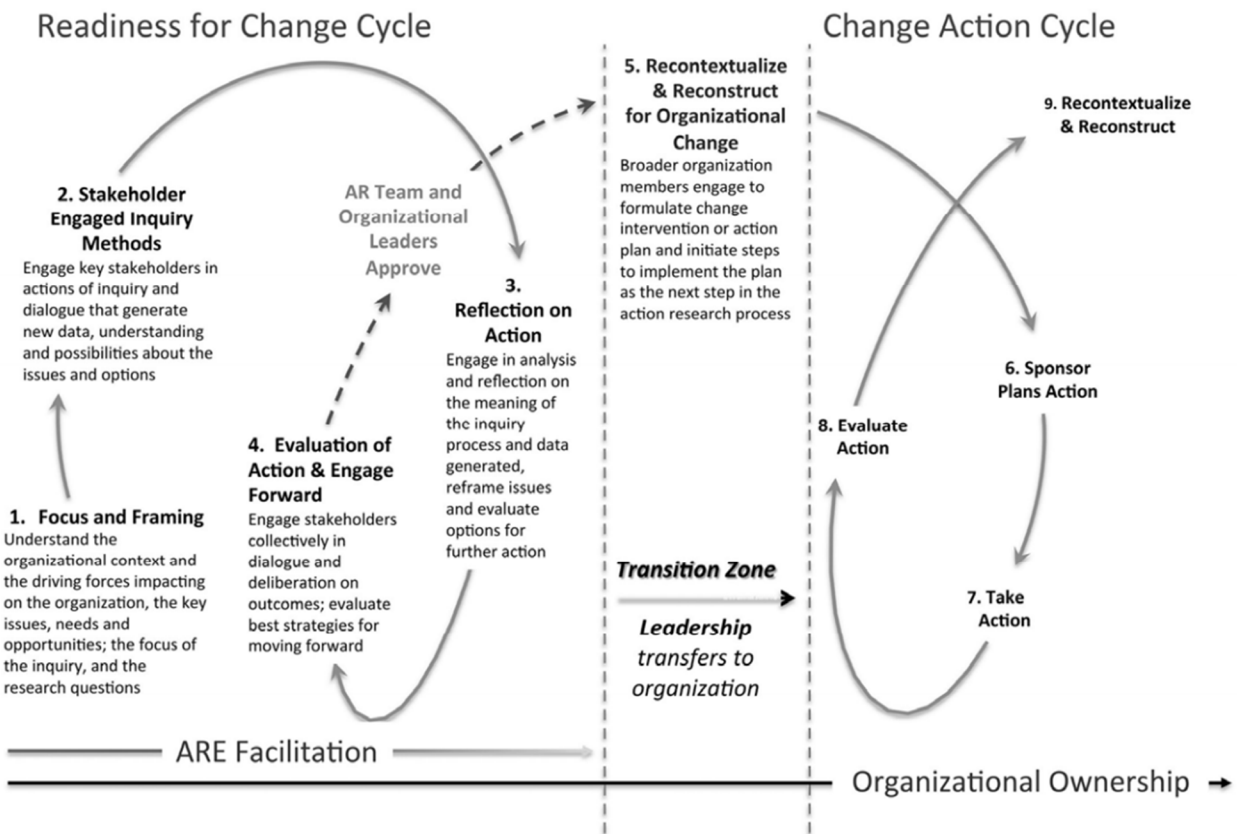 Readiness for Change Cycle
Change Action Cycle
1. Focus and Framing
Understand the
organizational context and
the driving forces impacting
on the organization, the key
issues, needs and
opportunities; the focus of
the inquiry, and the
research questions
2. Stakeholder
Engaged Inquiry
Methods
Engage key stakeholders in
actions of inquiry and
dialogue that generate
new data, understanding
and possibilities about the
issues and options
3.
Reflection on
Action
Engage in analysis
and reflection on
the meaning of
the inquiry
process and data
generated,
reframe issues
and evaluate
options for
further action
4. Evaluation of
Action & Engage
Forward
Engage stakeholders
collectively in
dialogue and
deliberation on
outcomes; evaluate
best strategies for
moving forward
AR Team and
Organizational
Leaders
Approve
5. Recontextualize
& Reconstruct
for Organizational
Change
Broader organization
members engage to
formulate change
intervention or action
plan and initiate steps
to implement the plan
as the next step in the
action research process
Transition Zone
Leadership
transfers to
organization
6. Sponsor
Plans Action
7. Take
Action
8. Evaluate
Action
9. Recontextualize
& Reconstruct
ARE Facilitation
Organizational Ownership